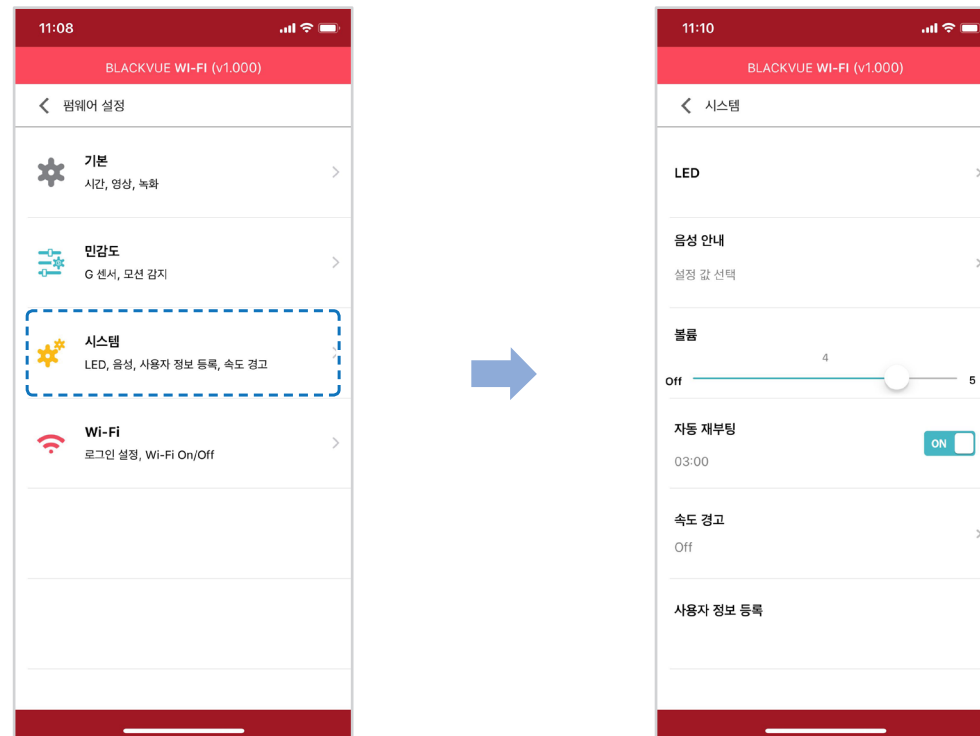 11:08
BLACKVUE WI-FI (v1.000)
펌웨어 설정
기본
시간, 영상, 녹화
민감도
G 센서, 모션 감지
시스템
LED, 음성, 사용자 정보 등록, 속도 경고
Wi-Fi
로그인 설정, Wi-Fi On/Off
11:10
BLACKVUE WI-FI (v1.000)
시스템
LED
음성 안내
설정 값 선택
볼륨
4
Off 5
자동 재부팅
ON
03:00
속도 경고
Off
사용자 정보 등록